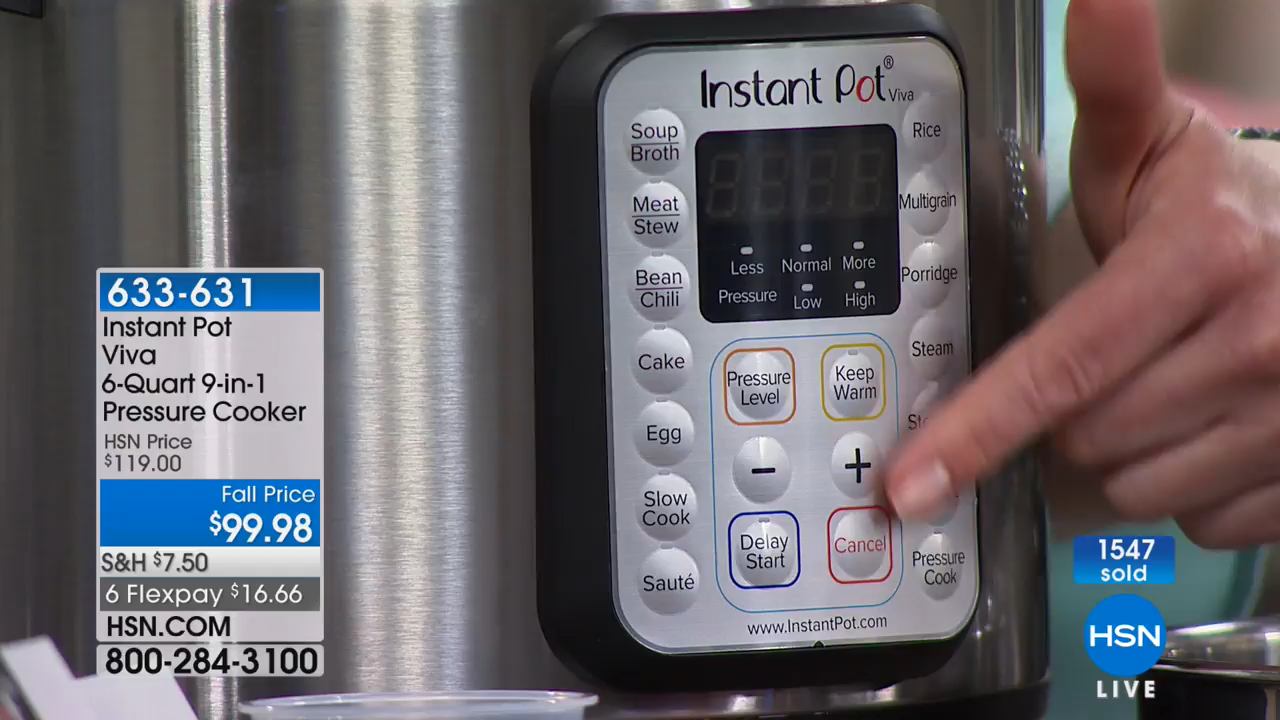 Instant Pot® Viva
Soup
Broth
Meat
Stew
Bean
Chili
Cake
Egg
Slow
Cook
Sauté
Less Normal More
Pressure Low High
Pressure
Level
Keep
Warm
−
+
Delay
Start
Cancel
Rice
Multigrain
Porridge
Steam
Pressure
Cook
www.InstantPot.com
633-631
Instant Pot
Viva
6-Quart 9-in-1
Pressure Cooker
HSN Price
$119.00
Fall Price
$99.98
S&H $7.50
6 Flexpay $16.66
HSN.COM
800-284-3100
1547
sold
HSN
LIVE